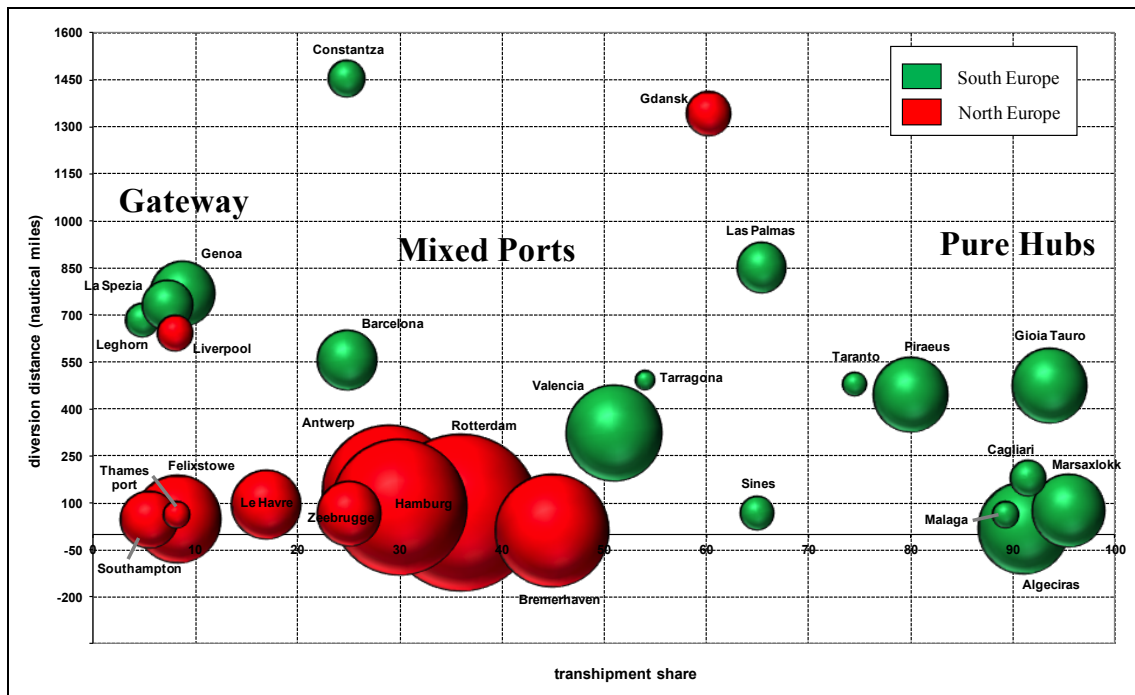 1600
1450
1300
1150
1000
850
700
550
400
250
100
-50
-200
diversion distance (nautical miles)
Constantza
Gdansk
South Europe
North Europe
Gateway
Mixed Ports
Pure Hubs
Genoa
La Spezia
Leghorn
Liverpool
Las Palmas
Barcelona
Valencia
Tarragona
Taranto
Piraeus
Gioia Tauro
Antwerp
Rotterdam
Thames
port
Felixstowe
Le Havre
Zeebrugge
Hamburg
Sines
Cagliari
Marsaxlokk
Malaga
Southampton
Bremerhaven
Algeciras
0
10
20
30
40
50
60
70
80
90
100
transhipment share